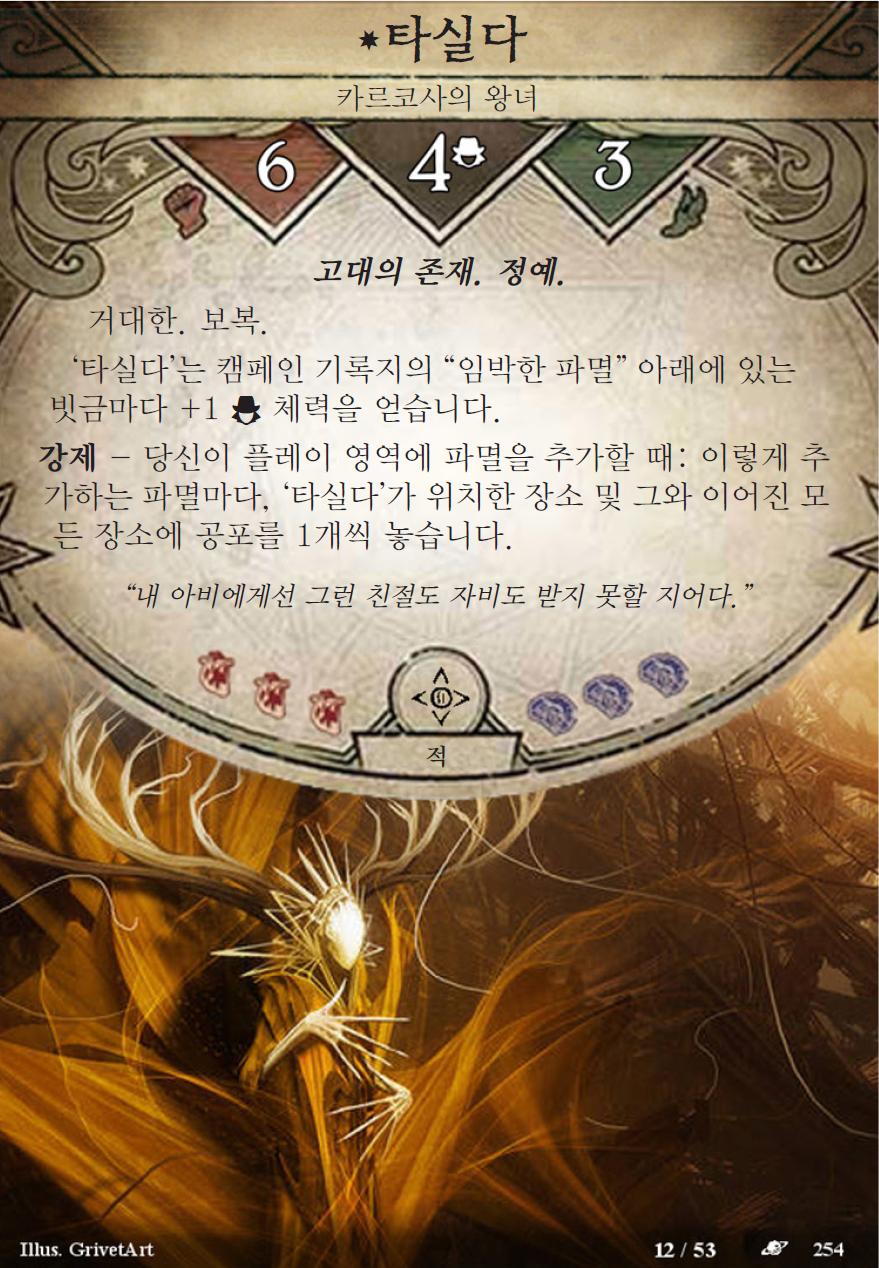 타실다
카르코사의 왕녀
6 4 3
고대의 존재. 정예.
거대한. 보복.
‘타실다’는 캠페인 기록지의 “임박한 파멸” 아래에 있는
빗금마다 +1 체력을 얻습니다.
강제 – 당신이 플레이 영역에 파멸을 추가할 때: 이렇게 추
가하는 파멸마다, ‘타실다’가 위치한 장소 및 그와 이어진 모
든 장소에 공포를 1개씩 놓습니다.
“내 아비에게선 그런 친절도 자비도 받지 못할 지어다.”
적
Illus. GrivetArt 12 / 53 254